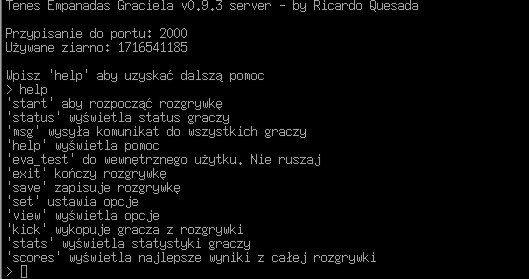 Tenes Empanadas Graciela v0.9.3 server - by Ricardo Quesada
Przypisanie do portu: 2000
Używane ziarno: 1716541185
Wpisz 'help' aby uzyskać dalszą pomoc
> help
'start' aby rozpocząć rozgrywkę
'status' wyświetla status graczy
'msg' wysyła komunikat do wszystkich graczy
'help' wyświetla pomoc
'eva_test' do wewnętrznego użytku. Nie ruszaj
'exit' kończy rozgrywkę
'save' zapisuje rozgrywkę
'set' ustawia opcje
'view' wyświetla opcje
'kick' wykopuje gracza z rozgrywki
'stats' wyświetla statystyki graczy
'scores' wyświetla najlepsze wyniki z całej rozgrywki
>